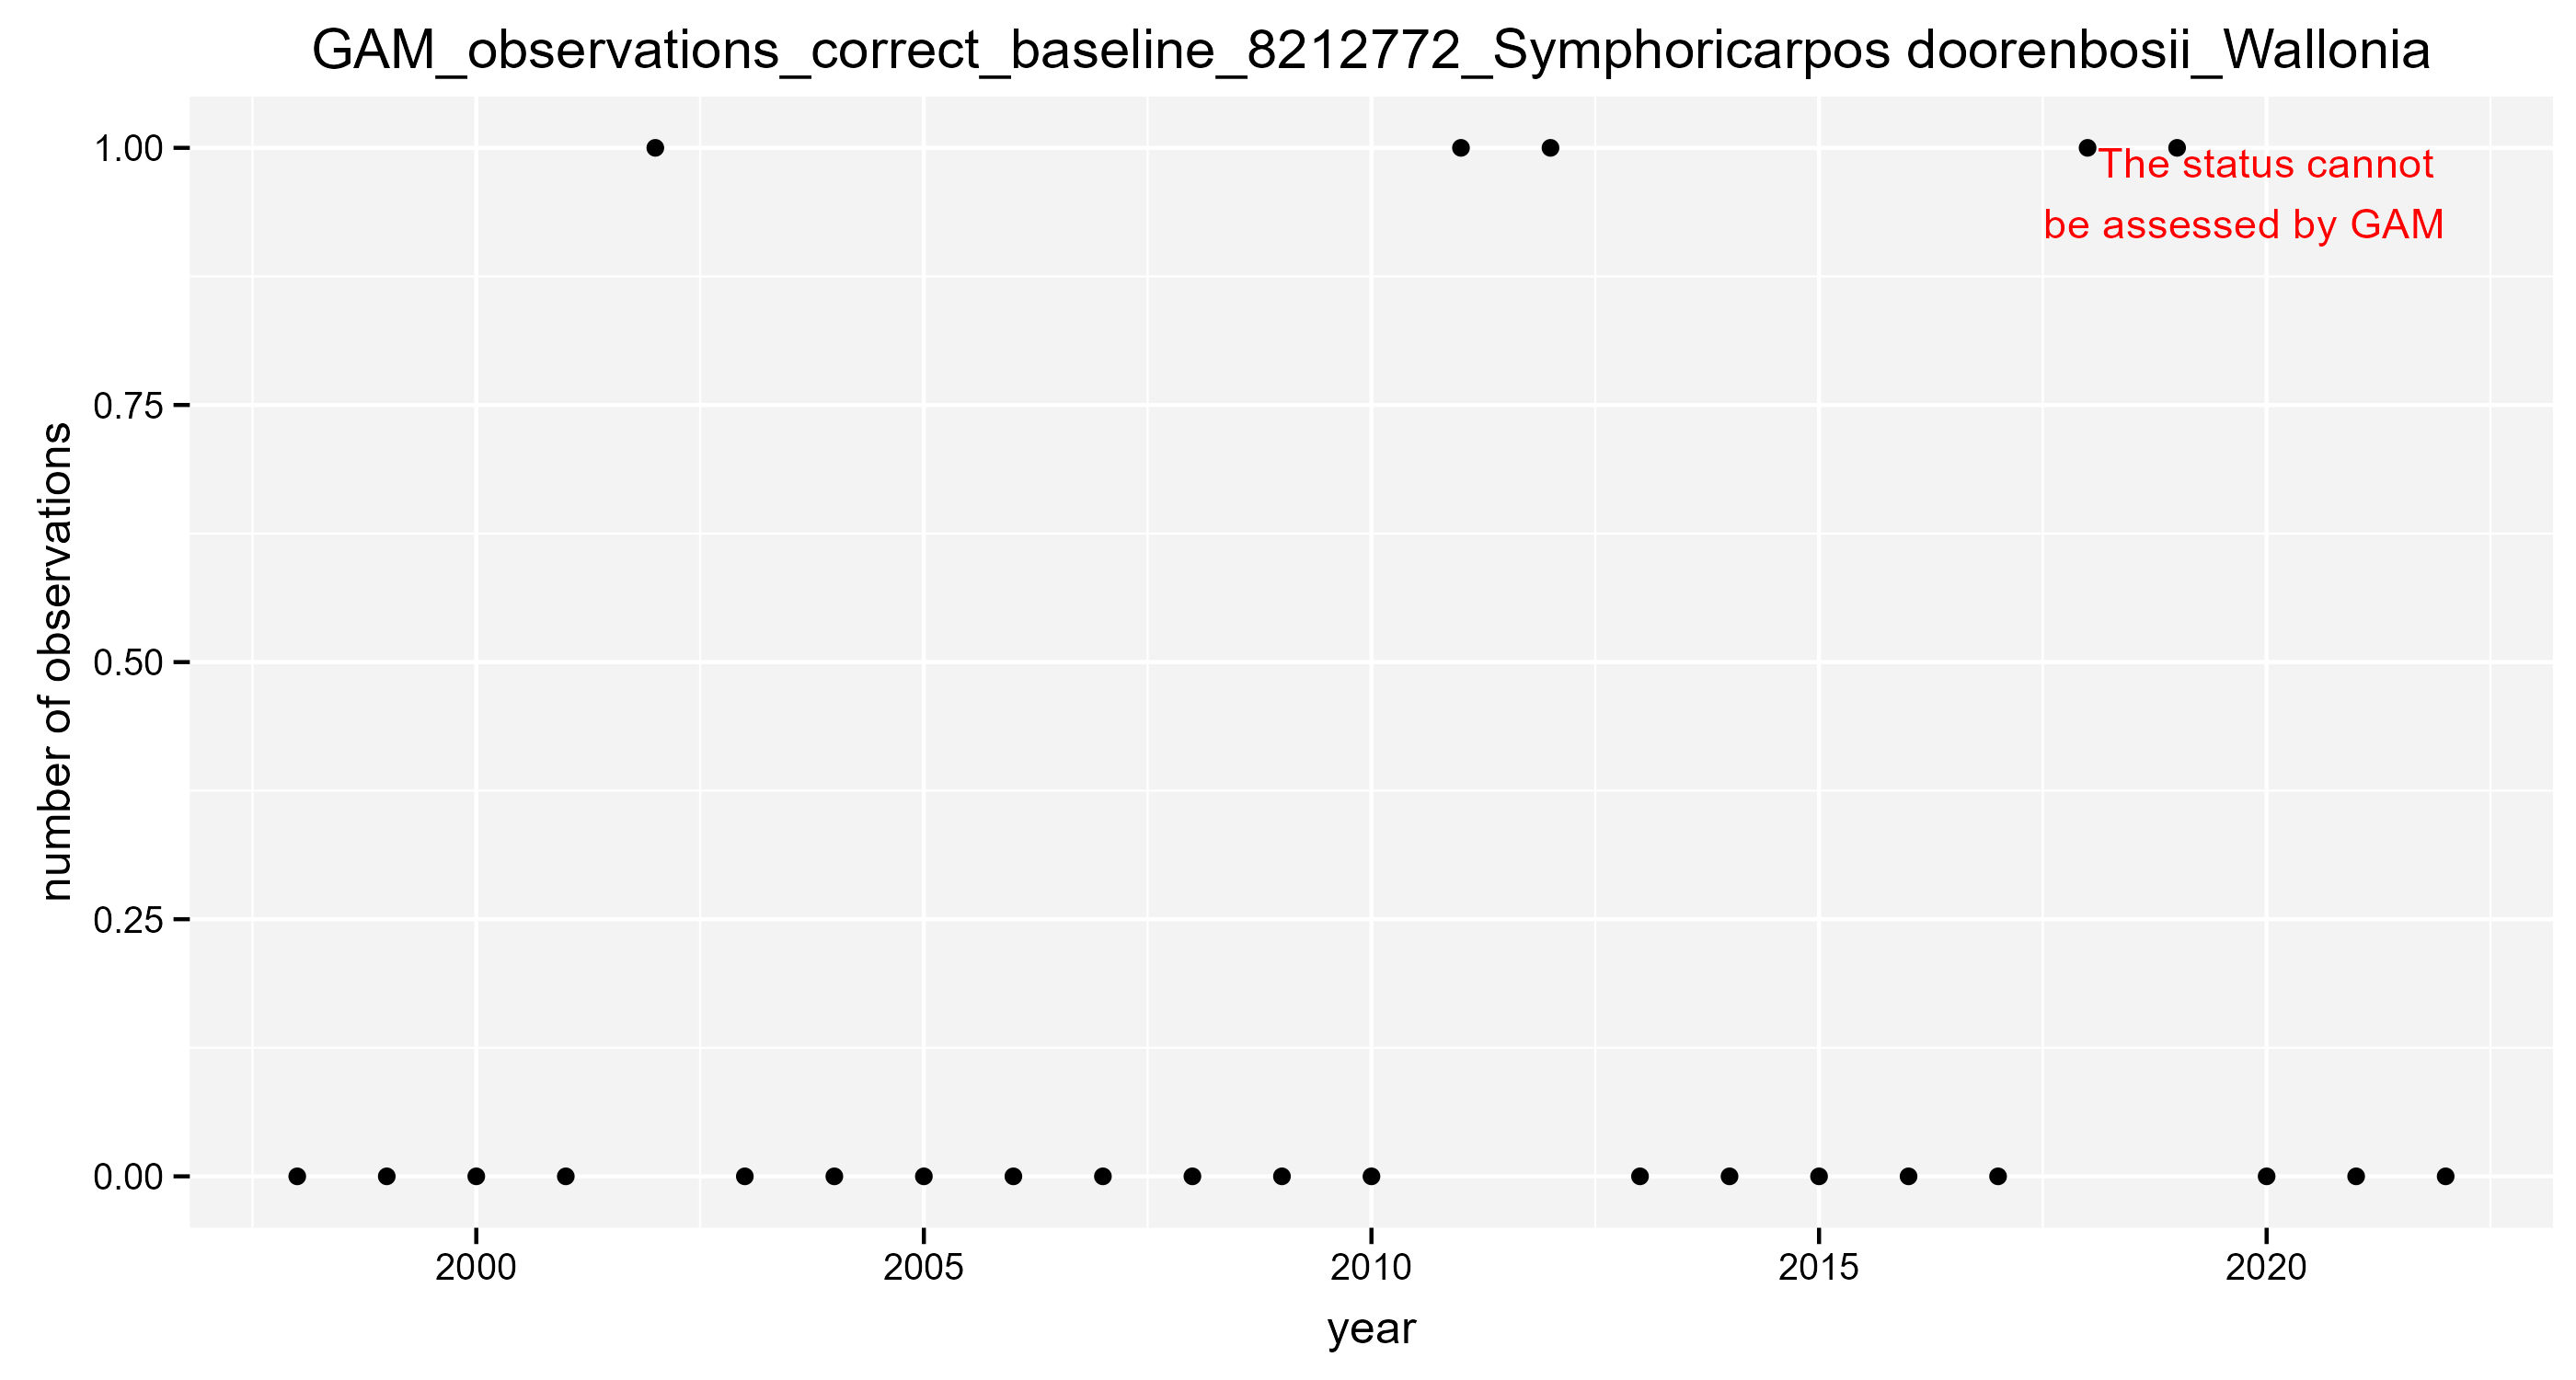 GAM_observations_correct_baseline_8212772_Symphoricarpos doorenbosii_Wallonia
1.00
The status cannot
be assessed by GAM
0.75
number of observations
0.50
0.25
0.00
2000 2005 2010 2015 2020
year